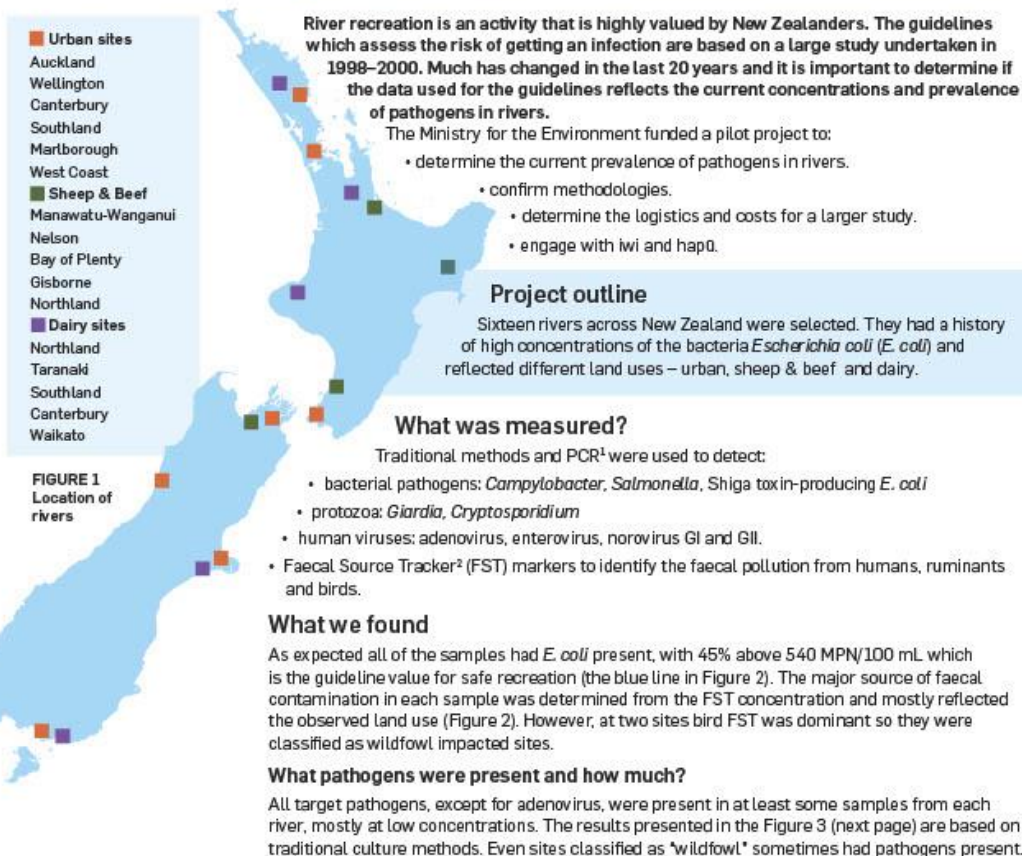 River recreation is an activity that is highly valued by New Zealanders. The guidelines
which assess the risk of getting an infection are based on a large study undertaken in
1998–2000. Much has changed in the last 20 years and it is important to determine if
the data used for the guidelines reflects the current concentrations and prevalence
of pathogens in rivers.
The Ministry for the Environment funded a pilot project to:
• determine the current prevalence of pathogens in rivers.
• confirm methodologies.
• determine the logistics and costs for a larger study.
• engage with iwi and hapū.
Urban sites
Auckland
Wellington
Canterbury
Southland
Marlborough
West Coast
Sheep & Beef
Manawatu-Wanganui
Nelson
Bay of Plenty
Gisborne
Northland
Dairy sites
Northland
Taranaki
Southland
Canterbury
Waikato
FIGURE 1
Location of
rivers
Project outline
Sixteen rivers across New Zealand were selected. They had a history
of high concentrations of the bacteria Escherichia coli (E. coli) and
reflected different land uses – urban, sheep & beef and dairy.
What was measured?
Traditional methods and PCR¹ were used to detect:
• bacterial pathogens: Campylobacter, Salmonella, Shiga toxin-producing E. coli
• protozoa: Giardia, Cryptosporidium
• human viruses: adenovirus, enterovirus, norovirus GI and GII.
• Faecal Source Tracker² (FST) markers to identify the faecal pollution from humans, ruminants
and birds.
What we found
As expected all of the samples had E. coli present, with 45% above 540 MPN/100 mL which
is the guideline value for safe recreation (the blue line in Figure 2). The major source of faecal
contamination in each sample was determined from the FST concentration and mostly reflected
the observed land use (Figure 2). However, at two sites bird FST was dominant so they were
classified as wildfowl impacted sites.
What pathogens were present and how much?
All target pathogens, except for adenovirus, were present in at least some samples from each
river, mostly at low concentrations. The results presented in the Figure 3 (next page) are based on
traditional culture methods. Even sites classified as "wildfowl" sometimes had pathogens present.